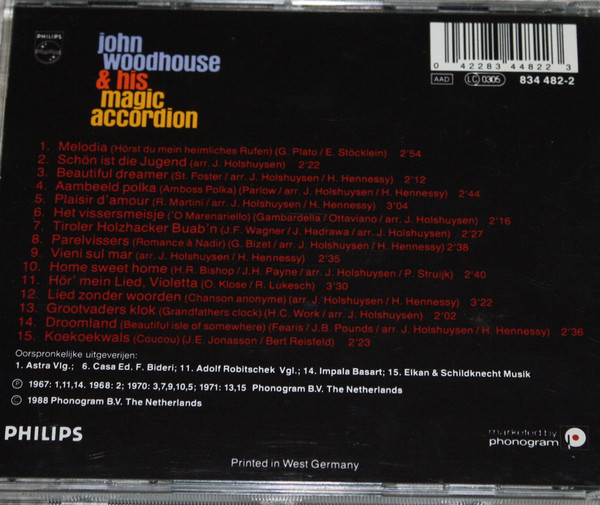 PHILIPS
john
woodhouse
& his
magic
accordion
0 42283 44822 3
AAD LC 0305 834 482-2
1. Melodia (Hörst du mein heimliches Rufen) (G. Plato / E. Stöcklein) 2'54
2. Schön ist die Jugend (arr. J. Holshuysen) 2'22
3. Beautiful dreamer (St. Foster / arr. J. Holshuysen / H. Hennessy) 2'12
4. Aambeeld polka (Amboss Polka) (Parlow / arr. J. Holshuysen / H. Hennessy) 2'44
5. Plaisir d'amour (R. Martini / arr. J. Holshuysen) 3'04
6. Het vissersmeisje ('O Marenariello) (Gambardella / Ottaviano / arr. J. Holshuysen) 2'16
7. Tiroler Holzhacker Buab'n (J.F. Wagner / J. Hadrawa / arr. J. Holshuysen) 2'27
8. Parelvissers (Romance à Nadir) (G. Bizet / arr. J. Holshuysen / H. Hennessy) 2'38
9. Vieni sul mar (arr. J. Holshuysen / H. Hennessy) 2'35
10. Home sweet home (H.R. Bishop / J.H. Payne / arr. J. Holshuysen / P. Struijk) 2'40
11. Hör' mein Lied, Violetta (O. Klose / R. Lukesch) 3'30
12. Lied zonder woorden (Chanson anonyme) (arr. J. Holshuysen / H. Hennessy) 3'22
13. Grootvaders klok (Grandfathers clock) (H.C. Work / arr. J. Holshuysen) 2'02
14. Droomland (Beautiful isle of somewhere) (Fearis / J.B. Pounds / arr. J. Holshuysen / H. Hennessy) 2'36
15. Koekoekwals (Coucou) (J.E. Jonasson / Bert Reisfeld) 2'23
Oorspronkelijke uitgeverijen:
1. Astra Vlg.; 6. Casa Ed. F. Bideri; 11. Adolf Robitschek Vgl.; 14. Impala Basart; 15. Elkan & Schildknecht Musik
Ⓟ 1967: 1,11,14. 1968: 2; 1970: 3,7,9,10,5; 1971: 13,15 Phonogram B.V. The Netherlands
© 1988 Phonogram B.V. The Netherlands
PHILIPS
marketed by
phonogram
Printed in West Germany